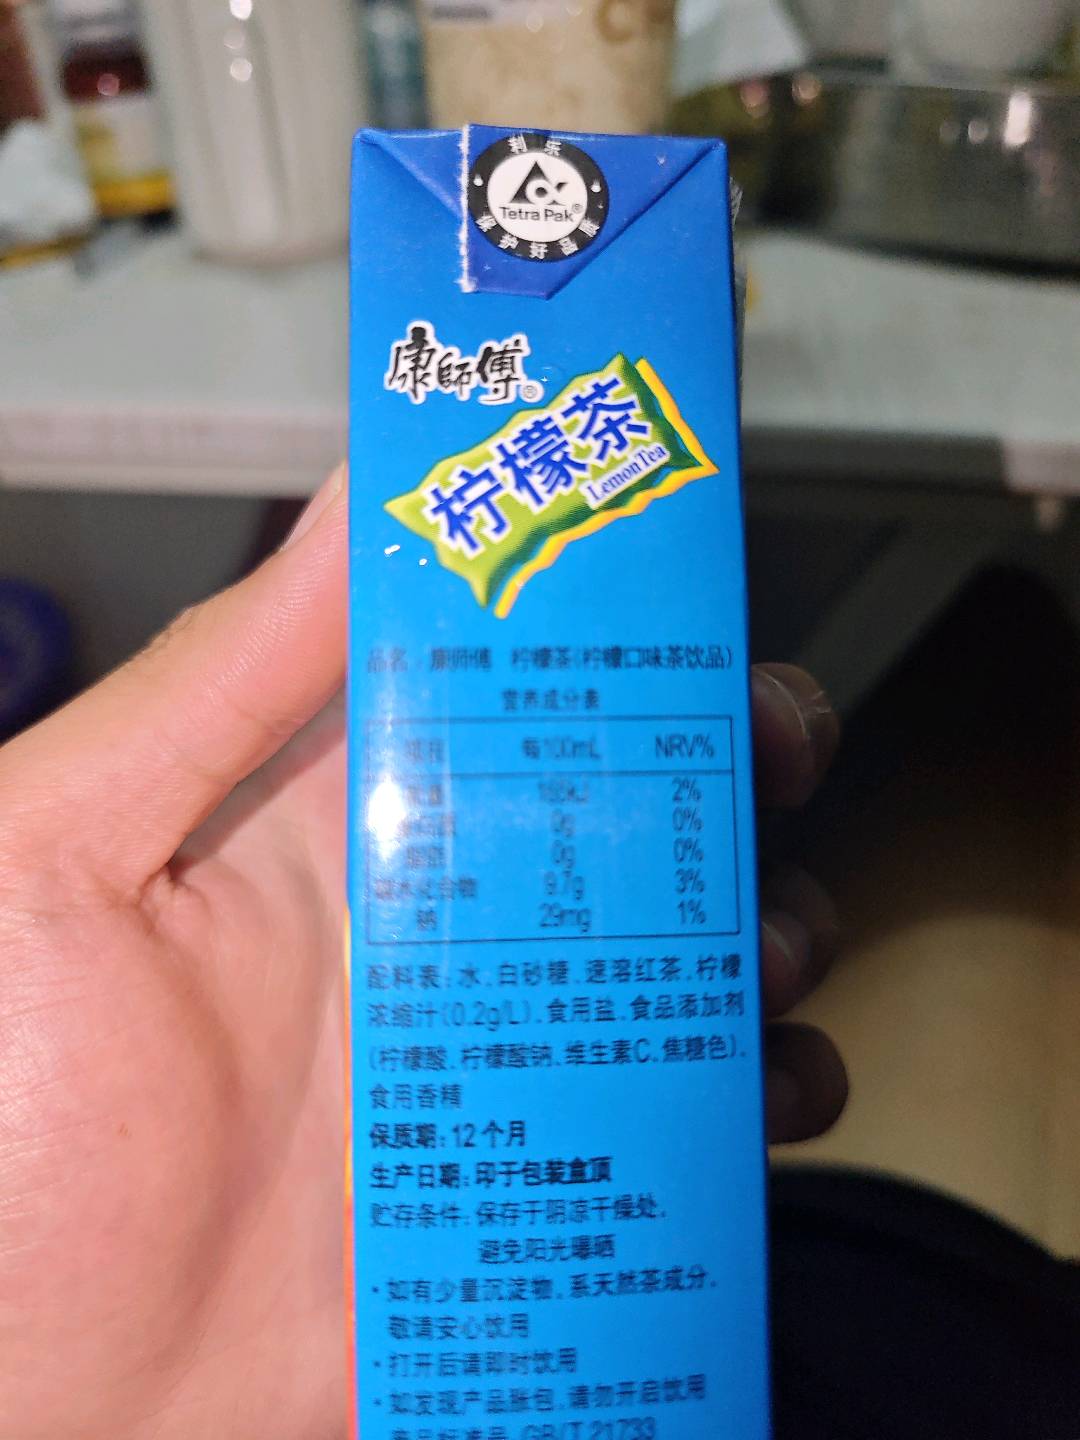 利乐
Tetra Pak®
保护好品质
康師傅®
柠檬茶
Lemon Tea
品名:康师傅 柠檬茶(柠檬口味茶饮品)
营养成分表
项目 每100mL NRV%
能量 2%
0g 0%
脂肪 0g 0%
碳水化合物 9.7g 3%
钠 29mg 1%
配料表:水、白砂糖、速溶红茶、柠檬
浓缩汁(0.2g/L)、食用盐、食品添加剂
(柠檬酸、柠檬酸钠、维生素C、焦糖色)、
食用香精
保质期:12个月
生产日期:印于包装盒顶
贮存条件:保存于阴凉干燥处,
避免阳光曝晒
·如有少量沉淀物,系天然茶成分,
敬请安心饮用
·打开后请即时饮用
·如发现产品胀包,请勿开启饮用
产品标准号 GB/T 21733